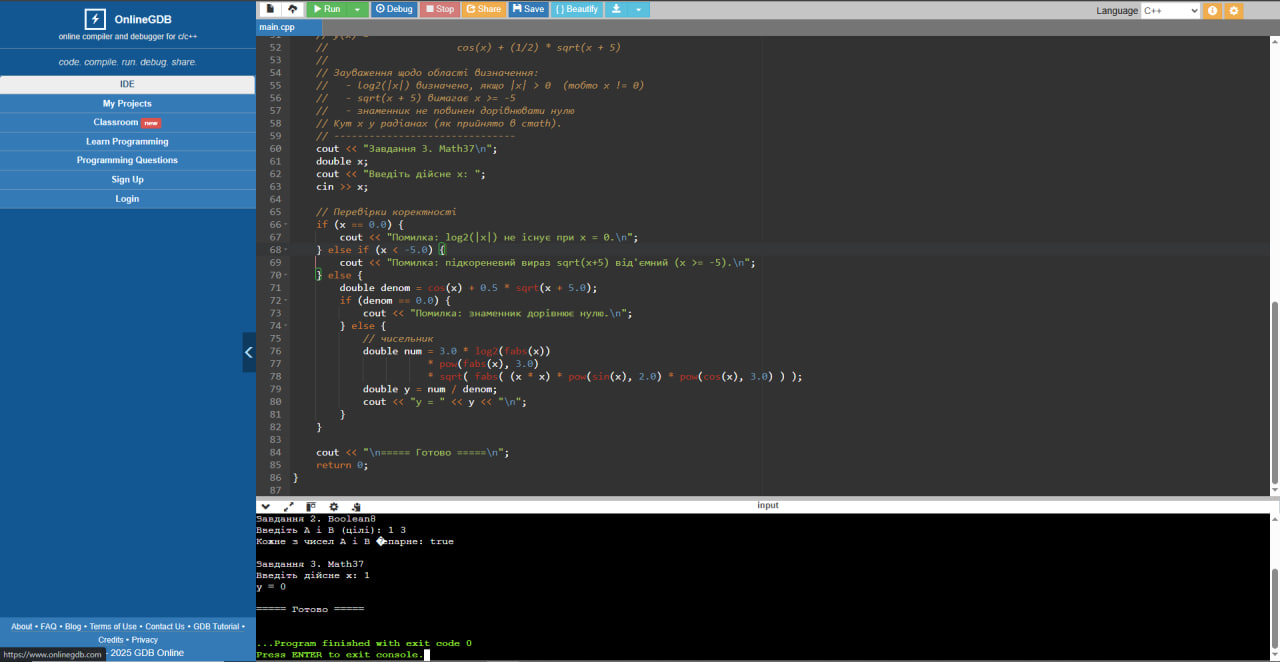 OnlineGDB
online compiler and debugger for c/c++
code. compile. run. debug. share.
IDE
My Projects
Classroom new
Learn Programming
Programming Questions
Sign Up
Login
About • FAQ • Blog • Terms of Use • Contact Us • GDB Tutorial •
Credits • Privacy
2025 GDB Online
https://www.onlinegdb.com
Run Debug Stop Share Save { } Beautify
Language C++
main.cpp
51 // y(x) =
52 // cos(x) + (1/2) * sqrt(x + 5)
53 //
54 // Зауваження щодо області визначення:
55 // - log2(|x|) визначено, якщо |x| > 0 (тобто x != 0)
56 // - sqrt(x + 5) вимагає x >= -5
57 // - знаменник не повинен дорівнювати нулю
58 // Кут x у радіанах (як прийнято в cmath).
59 // -------------------------------
60 cout << "Завдання 3. Math37\n";
61 double x;
62 cout << "Введіть дійсне x: ";
63 cin >> x;
64
65 // Перевірки коректності
66 if (x == 0.0) {
67 cout << "Помилка: log2(|x|) не існує при x = 0.\n";
68 } else if (x < -5.0) {
69 cout << "Помилка: підкореневий вираз sqrt(x+5) від'ємний (x >= -5).\n";
70 } else {
71 double denom = cos(x) + 0.5 * sqrt(x + 5.0);
72 if (denom == 0.0) {
73 cout << "Помилка: знаменник дорівнює нулю.\n";
74 } else {
75 // чисельник
76 double num = 3.0 * log2(fabs(x))
77 * pow(fabs(x), 3.0)
78 * sqrt( fabs( (x * x) * pow(sin(x), 2.0) * pow(cos(x), 3.0) ) );
79 double y = num / denom;
80 cout << "y = " << y << "\n";
81 }
82 }
83
84 cout << "\n===== Готово =====\n";
85 return 0;
86 }
87
input
Завдання 2. Boolean8
Введіть A і B (цілі): 1 3
Кожне з чисел A і B �епарне: true
Завдання 3. Math37
Введіть дійсне x: 1
y = 0
===== Готово =====
...Program finished with exit code 0
Press ENTER to exit console.